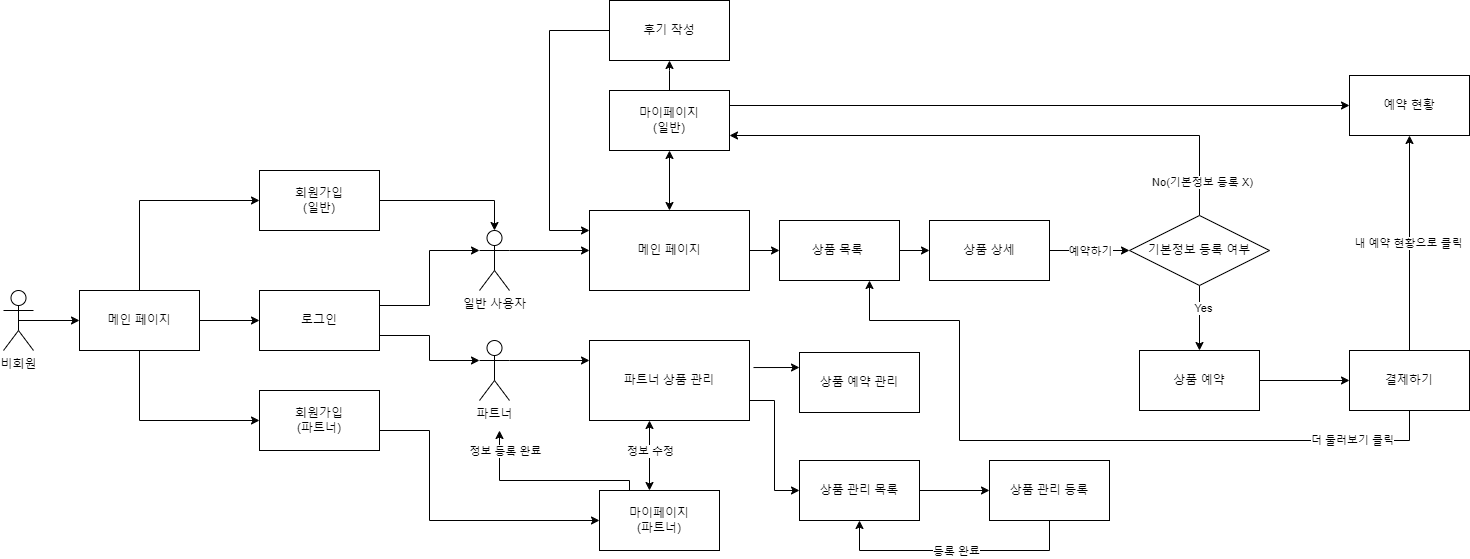 후기 작성
마이페이지
(일반)
예약 현황
No(기본정보 등록 X)
회원가입
(일반)
메인 페이지
상품 목록
상품 상세
예약하기
기본정보 등록 여부
내 예약 현황으로 클릭
일반 사용자
Yes
비회원
메인 페이지
로그인
파트너
파트너 상품 관리
상품 예약 관리
상품 예약
결제하기
회원가입
(파트너)
정보 등록 완료
정보 수정
더 둘러보기 클릭
마이페이지
(파트너)
상품 관리 목록
상품 관리 등록
등록 완료